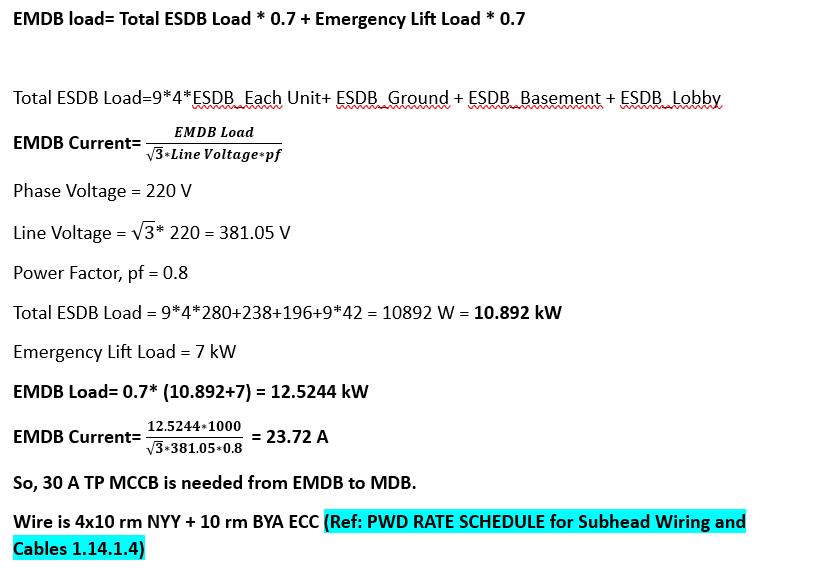 EMDB load= Total ESDB Load * 0.7 + Emergency Lift Load * 0.7
Total ESDB Load=9*4*ESDB_Each Unit+ ESDB_Ground + ESDB_Basement + ESDB_Lobby
EMDB Current= EMDB Load / √3*Line Voltage*pf
Phase Voltage = 220 V
Line Voltage = √3* 220 = 381.05 V
Power Factor, pf = 0.8
Total ESDB Load = 9*4*280+238+196+9*42 = 10892 W = 10.892 kW
Emergency Lift Load = 7 kW
EMDB Load= 0.7* (10.892+7) = 12.5244 kW
EMDB Current= 12.5244*1000 / √3*381.05*0.8 = 23.72 A
So, 30 A TP MCCB is needed from EMDB to MDB.
Wire is 4x10 rm NYY + 10 rm BYA ECC (Ref: PWD RATE SCHEDULE for Subhead Wiring and
Cables 1.14.1.4)